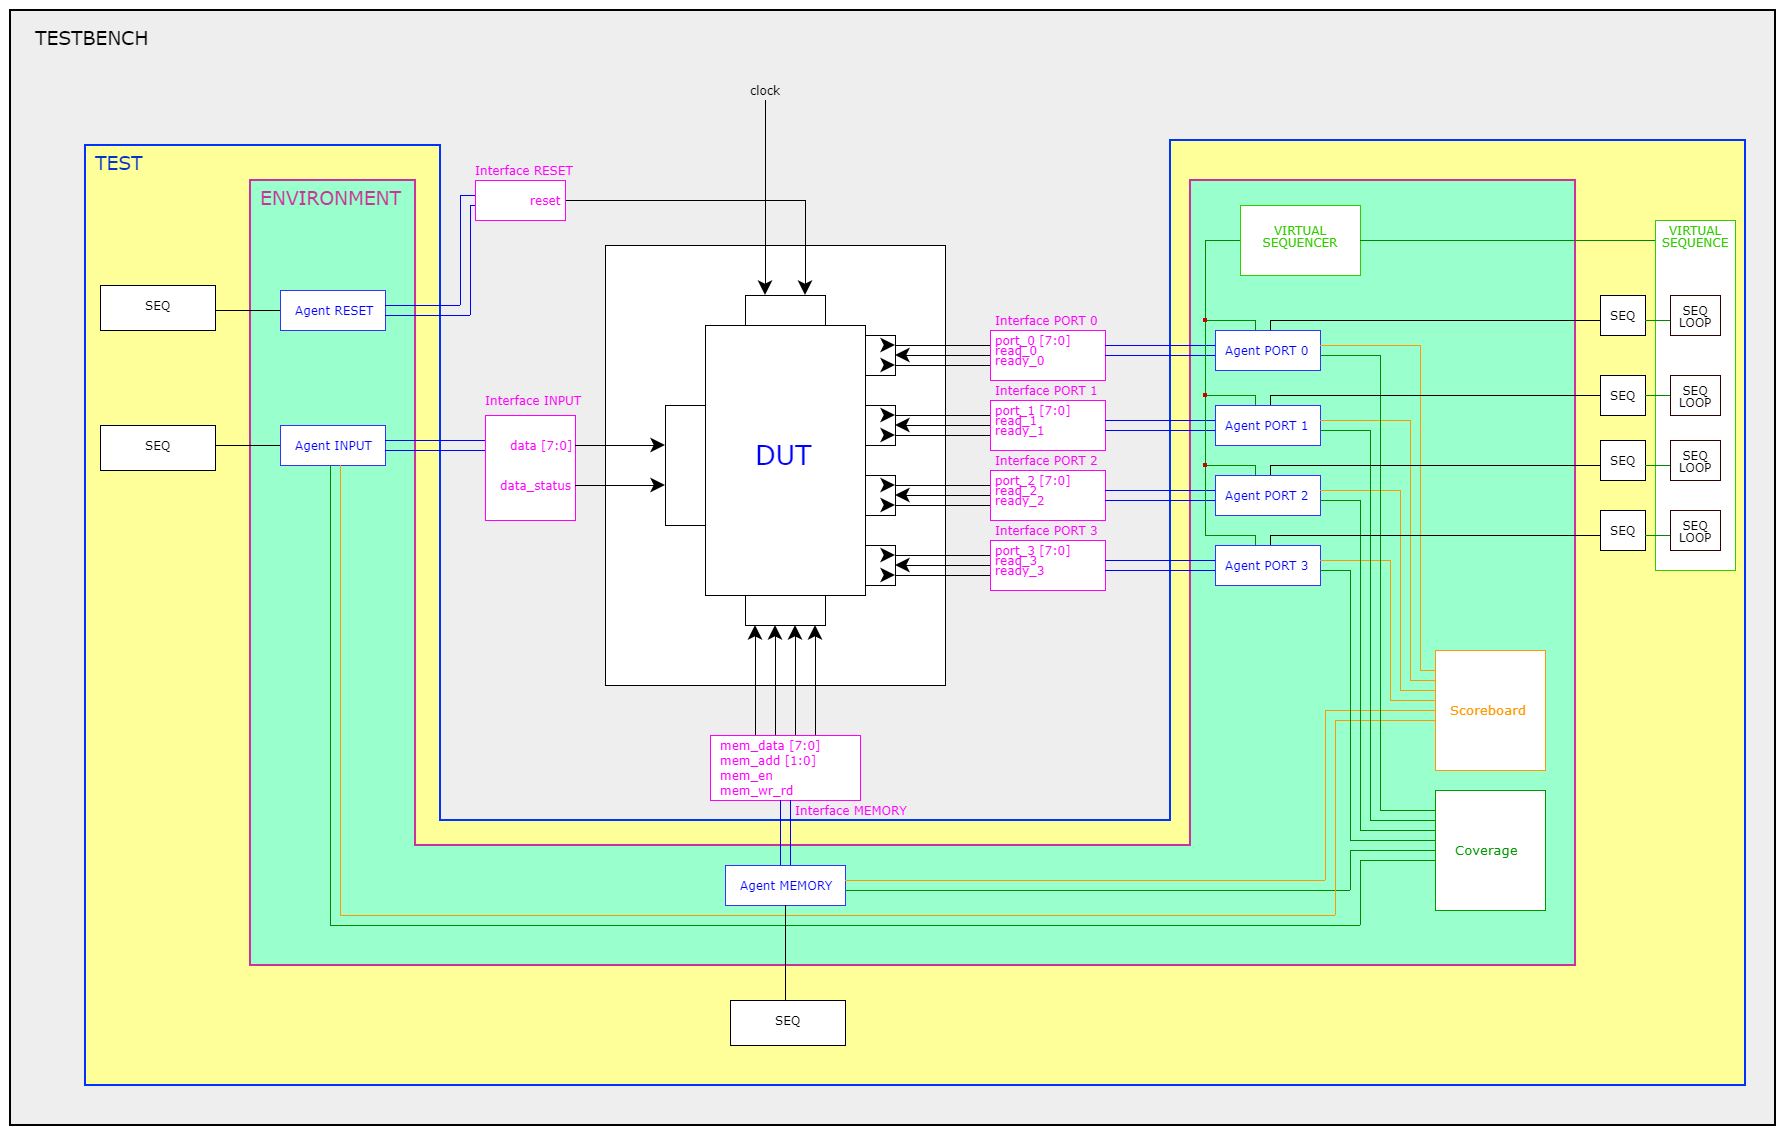 TESTBENCH
clock
TEST
ENVIRONMENT
Interface RESET
reset
SEQ
Agent RESET
SEQ
Agent INPUT
Interface INPUT
data [7:0]
data_status
DUT
Interface PORT 0
port_0 [7:0]
read_0
ready_0
Interface PORT 1
port_1 [7:0]
read_1
ready_1
Interface PORT 2
port_2 [7:0]
read_2
ready_2
Interface PORT 3
port_3 [7:0]
read_3
ready_3
VIRTUAL
SEQUENCER
VIRTUAL
SEQUENCE
Agent PORT 0
SEQ
SEQ
LOOP
Agent PORT 1
SEQ
SEQ
LOOP
Agent PORT 2
SEQ
SEQ
LOOP
Agent PORT 3
SEQ
SEQ
LOOP
Scoreboard
Coverage
mem_data [7:0]
mem_add [1:0]
mem_en
mem_wr_rd
Interface MEMORY
Agent MEMORY
SEQ